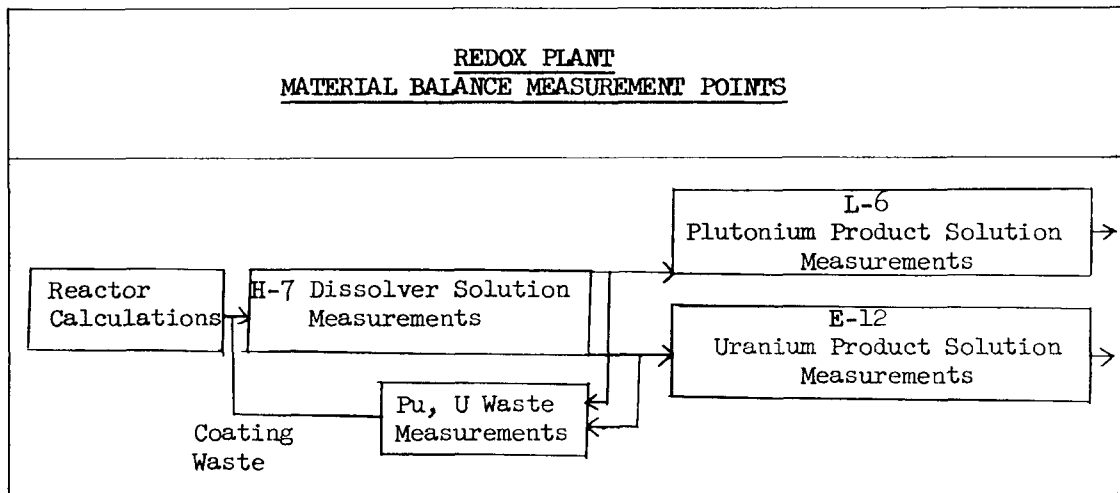 REDOX PLANT
MATERIAL BALANCE MEASUREMENT POINTS
L-6
Plutonium Product Solution
Measurements
Reactor
Calculations
H-7 Dissolver Solution
Measurements
E-12
Uranium Product Solution
Measurements
Pu, U Waste
Measurements
Coating
Waste